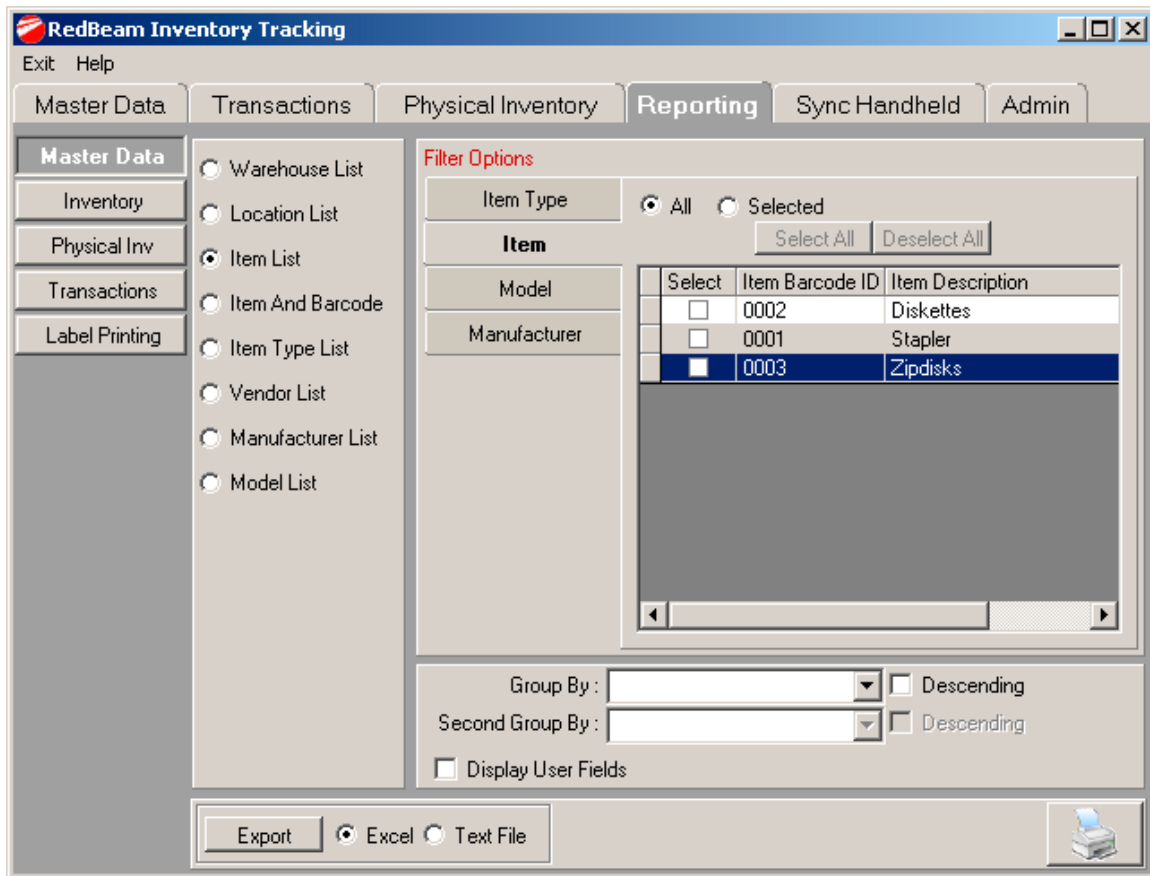 RedBeam Inventory Tracking
Exit Help
Master Data Transactions Physical Inventory Reporting Sync Handheld Admin
Master Data
Inventory
Physical Inv
Transactions
Label Printing
Warehouse List
Location List
Item List
Item And Barcode
Item Type List
Vendor List
Manufacturer List
Model List
Filter Options
Item Type
Item
Model
Manufacturer
All Selected
Select All Deselect All
Select Item Barcode ID Item Description
0002 Diskettes
0001 Stapler
0003 Zipdisks
Group By : Descending
Second Group By : Descending
Display User Fields
Export Excel Text File